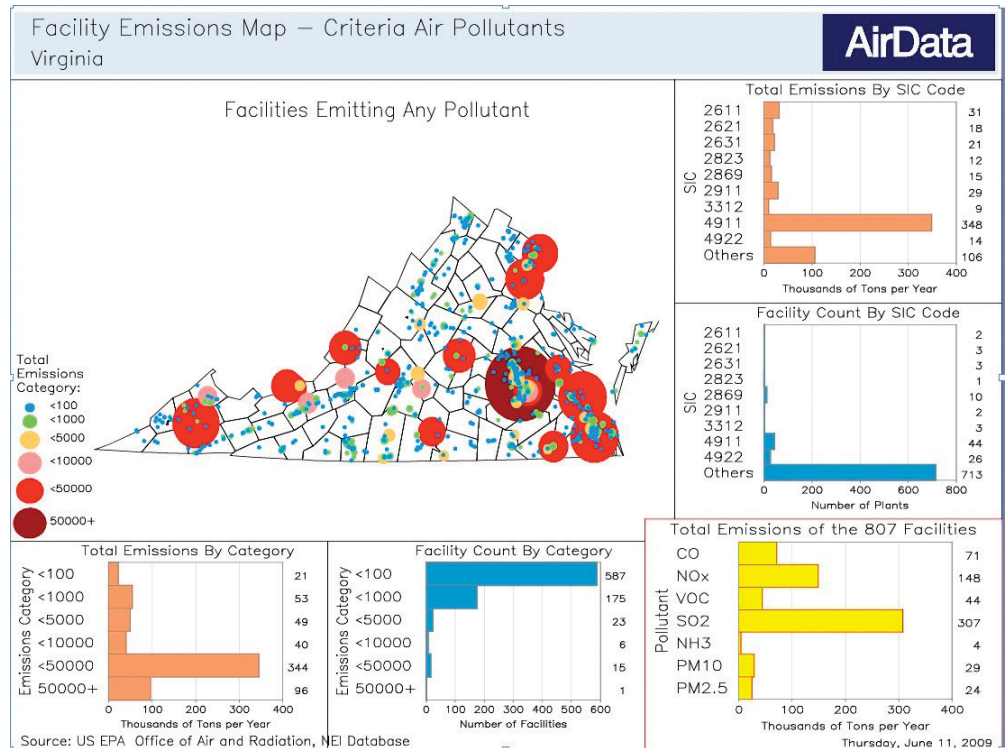 Facility Emissions Map – Criteria Air Pollutants
Virginia
AirData
Facilities Emitting Any Pollutant
Total
Emissions
Category:
<100
<1000
<5000
<10000
<50000
50000+
Total Emissions By SIC Code
SIC
2611 31
2621 18
2631 21
2823 12
2869 15
2911 29
3312 9
4911 348
4922 14
Others 106
0 100 200 300 400
Thousands of Tons per Year
Facility Count By SIC Code
SIC
2611 2
2621 3
2631 3
2823 1
2869 10
2911 2
3312 3
4911 44
4922 26
Others 713
0 200 400 600 800
Number of Plants
Total Emissions By Category
Emissions Category
<100 21
<1000 53
<5000 49
<10000 40
<50000 344
50000+ 96
0 100 200 300 400
Thousands of Tons per Year
Facility Count By Category
Emissions Category
<100 587
<1000 175
<5000 23
<10000 6
<50000 15
50000+ 1
0 100 200 300 400 500 600
Number of Facilities
Total Emissions of the 807 Facilities
Pollutant
CO 71
NOx 148
VOC 44
SO2 307
NH3 4
PM10 29
PM2.5 24
0 100 200 300 400
Thousands of Tons per Year
Source: US EPA Office of Air and Radiation, NEI Database
Thursday, June 11, 2009